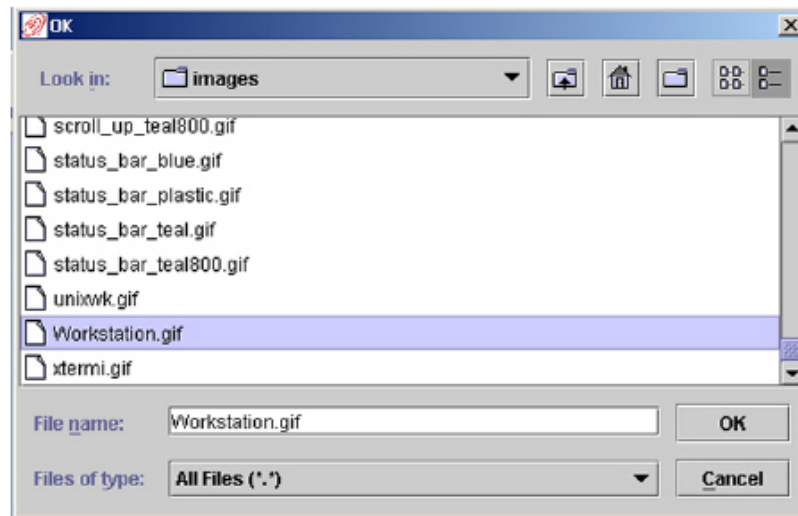 OK
Look in: images
scroll_up_teal800.gif
status_bar_blue.gif
status_bar_plastic.gif
status_bar_teal.gif
status_bar_teal800.gif
unixwk.gif
Workstation.gif
xtermi.gif
File name: Workstation.gif OK
Files of type: All Files (*.*) Cancel